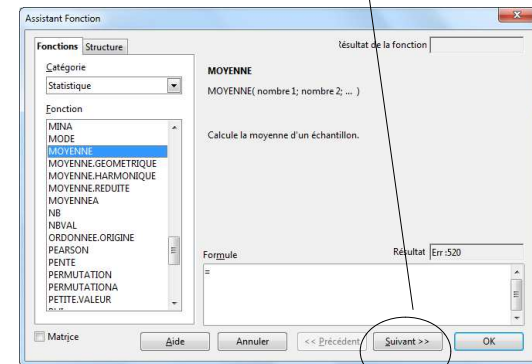 Assistant Fonction
Fonctions Structure
Résultat de la fonction
Catégorie
Statistique
Fonction
MINA
MODE
MOYENNE
MOYENNE.GEOMETRIQUE
MOYENNE.HARMONIQUE
MOYENNE.REDUITE
MOYENNEA
NB
NBVAL
ORDONNEE.ORIGINE
PEARSON
PENTE
PERMUTATION
PERMUTATIONA
PETITE.VALEUR
MOYENNE
MOYENNE( nombre 1; nombre 2; ... )
Calcule la moyenne d'un échantillon.
Formule
Résultat Err :520
=
Matrice
Aide
Annuler
<< Précédent
Suivant >>
OK